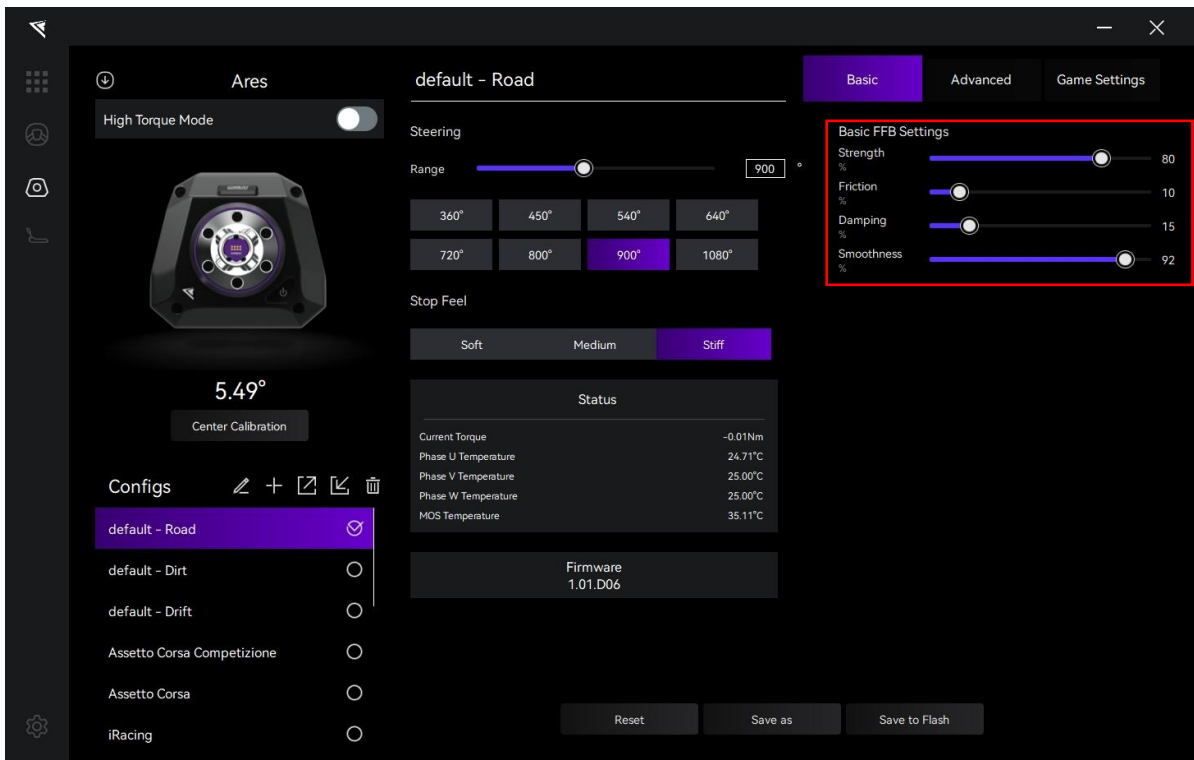 Ares
High Torque Mode
5.49°
Center Calibration
Configs
default - Road
default - Dirt
default - Drift
Assetto Corsa Competizione
Assetto Corsa
iRacing
default - Road
Steering
Range 900 °
360° 450° 540° 640°
720° 800° 900° 1080°
Stop Feel
Soft Medium Stiff
Status
Current Torque -0.01Nm
Phase U Temperature 24.71°C
Phase V Temperature 25.00°C
Phase W Temperature 25.00°C
MOS Temperature 35.11°C
Firmware
1.01.D06
Reset Save as Save to Flash
Basic Advanced Game Settings
Basic FFB Settings
Strength 80
%
Friction 10
%
Damping 15
%
Smoothness 92
%